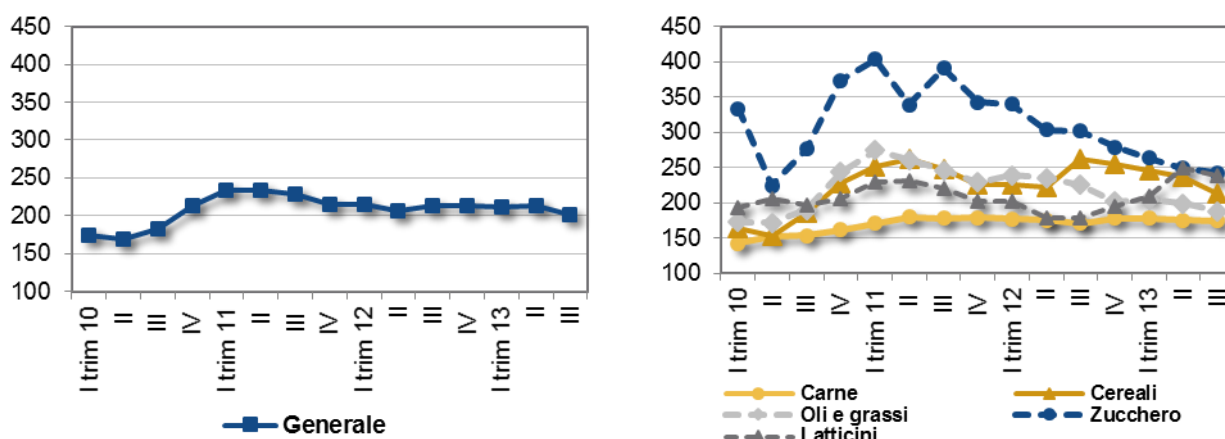 450
400
350
300
250
200
150
100
I trim 10
II
III
IV
I trim 11
II
III
IV
I trim 12
II
III
IV
I trim 13
II
III
Generale
450
400
350
300
250
200
150
100
I trim 10
II
III
IV
I trim 11
II
III
IV
I trim 12
II
III
IV
I trim 13
II
III
Carne
Cereali
Oli e grassi
Zucchero
Latticini